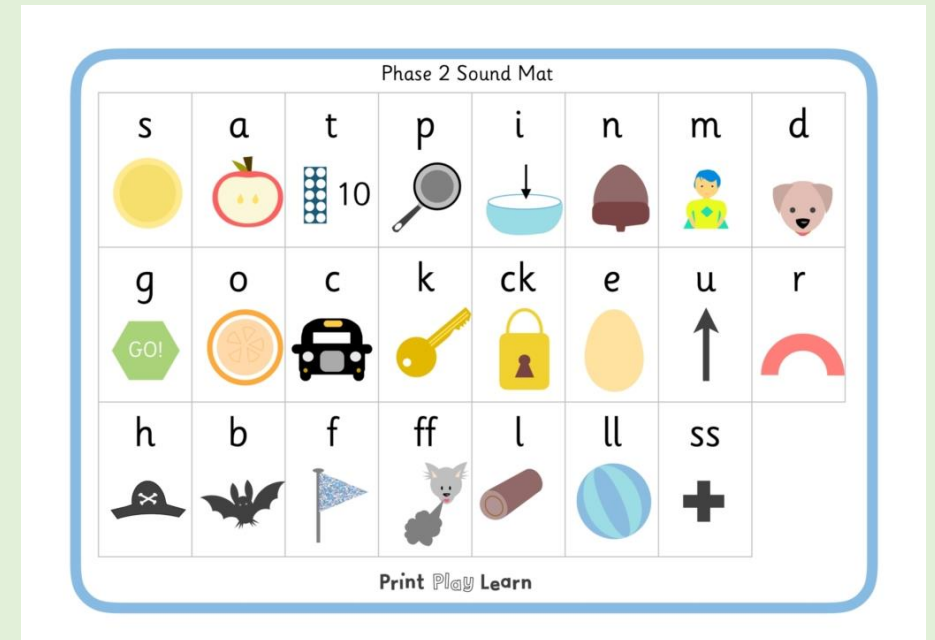 Phase 2 Sound Mat
s a t p i n m d
10
g o c k ck e u r
GO!
h b f ff l ll ss
Print Play Learn